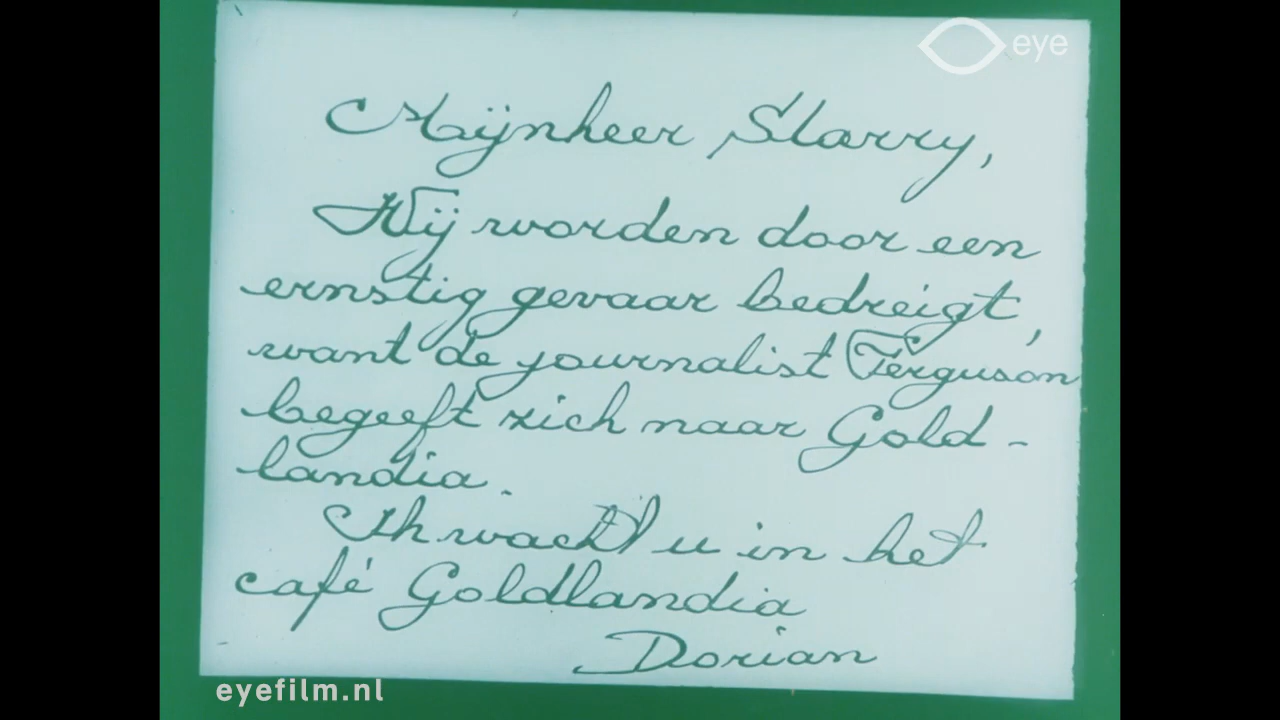 eye
Mijnheer Slarry,
Wij worden door een
ernstig gevaar bedreigt,
want de journalist Ferguson
begeeft zich naar Gold-
landia.
Ik wacht u in het
café Goldlandia
Dorian
eyefilm.nl